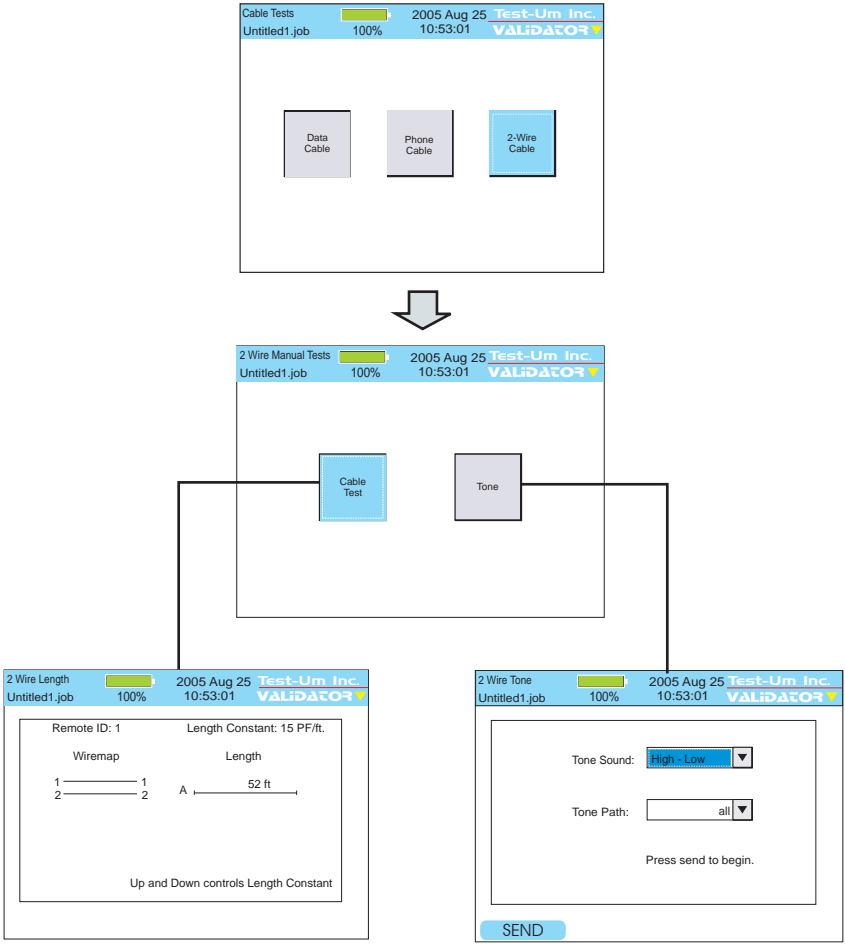 Cable Tests 2005 Aug 25 Test-Um Inc.
Untitled1.job 100% 10:53:01 VALiDATOR
Data Cable
Phone Cable
2-Wire Cable
2 Wire Manual Tests 2005 Aug 25 Test-Um Inc.
Untitled1.job 100% 10:53:01 VALiDATOR
Cable Test
Tone
2 Wire Length 2005 Aug 25 Test-Um Inc.
Untitled1.job 100% 10:53:01 VALiDATOR
Remote ID: 1 Length Constant: 15 PF/ft.
Wiremap Length
1 1
2 2
A 52 ft
Up and Down controls Length Constant
2 Wire Tone 2005 Aug 25 Test-Um Inc.
Untitled1.job 100% 10:53:01 VALiDATOR
Tone Sound: High - Low
Tone Path: all
Press send to begin.
SEND